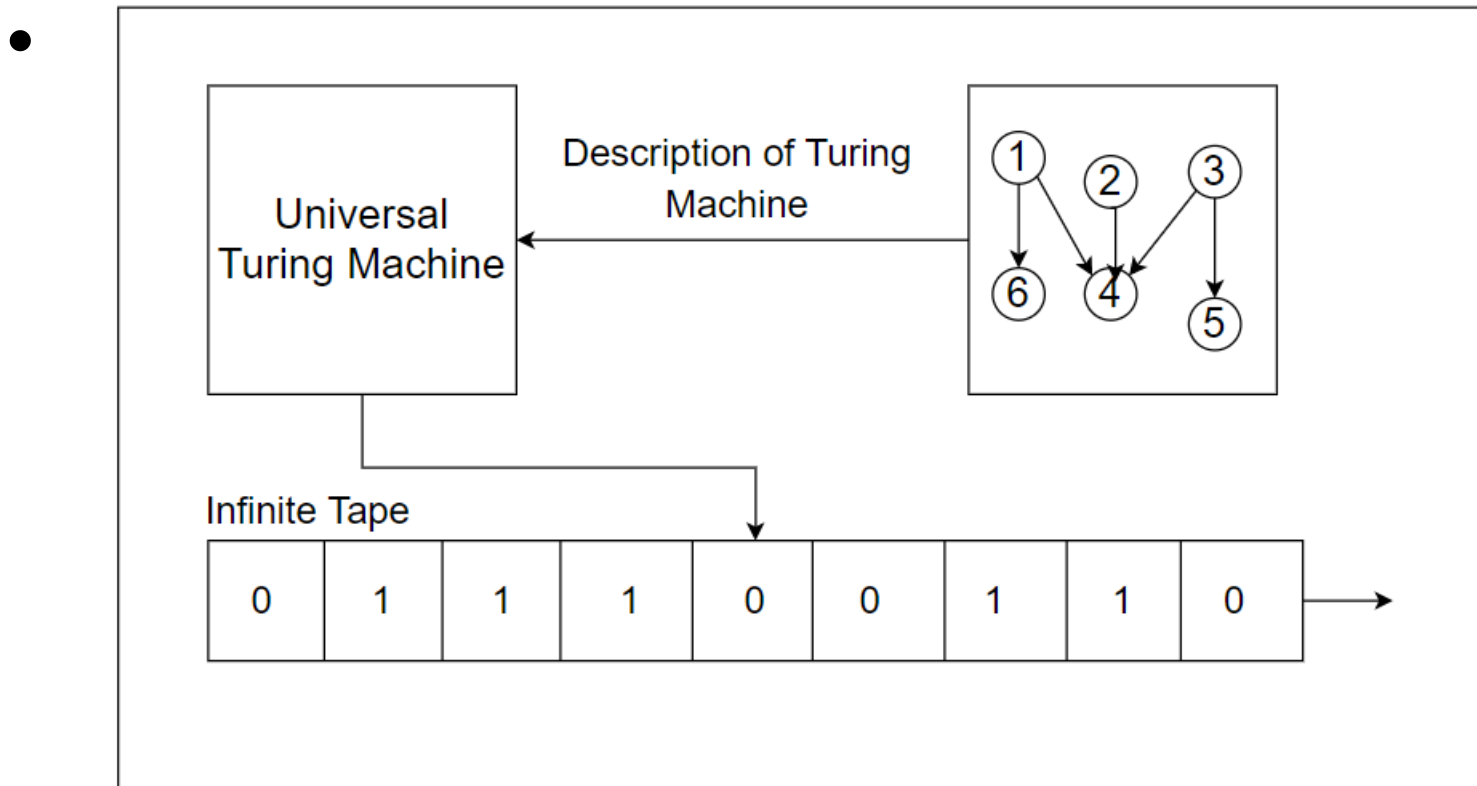 Universal
Turing Machine
Description of Turing
Machine
1
2
3
6
4
5
Infinite Tape
0 1 1 1 0 0 1 1 0